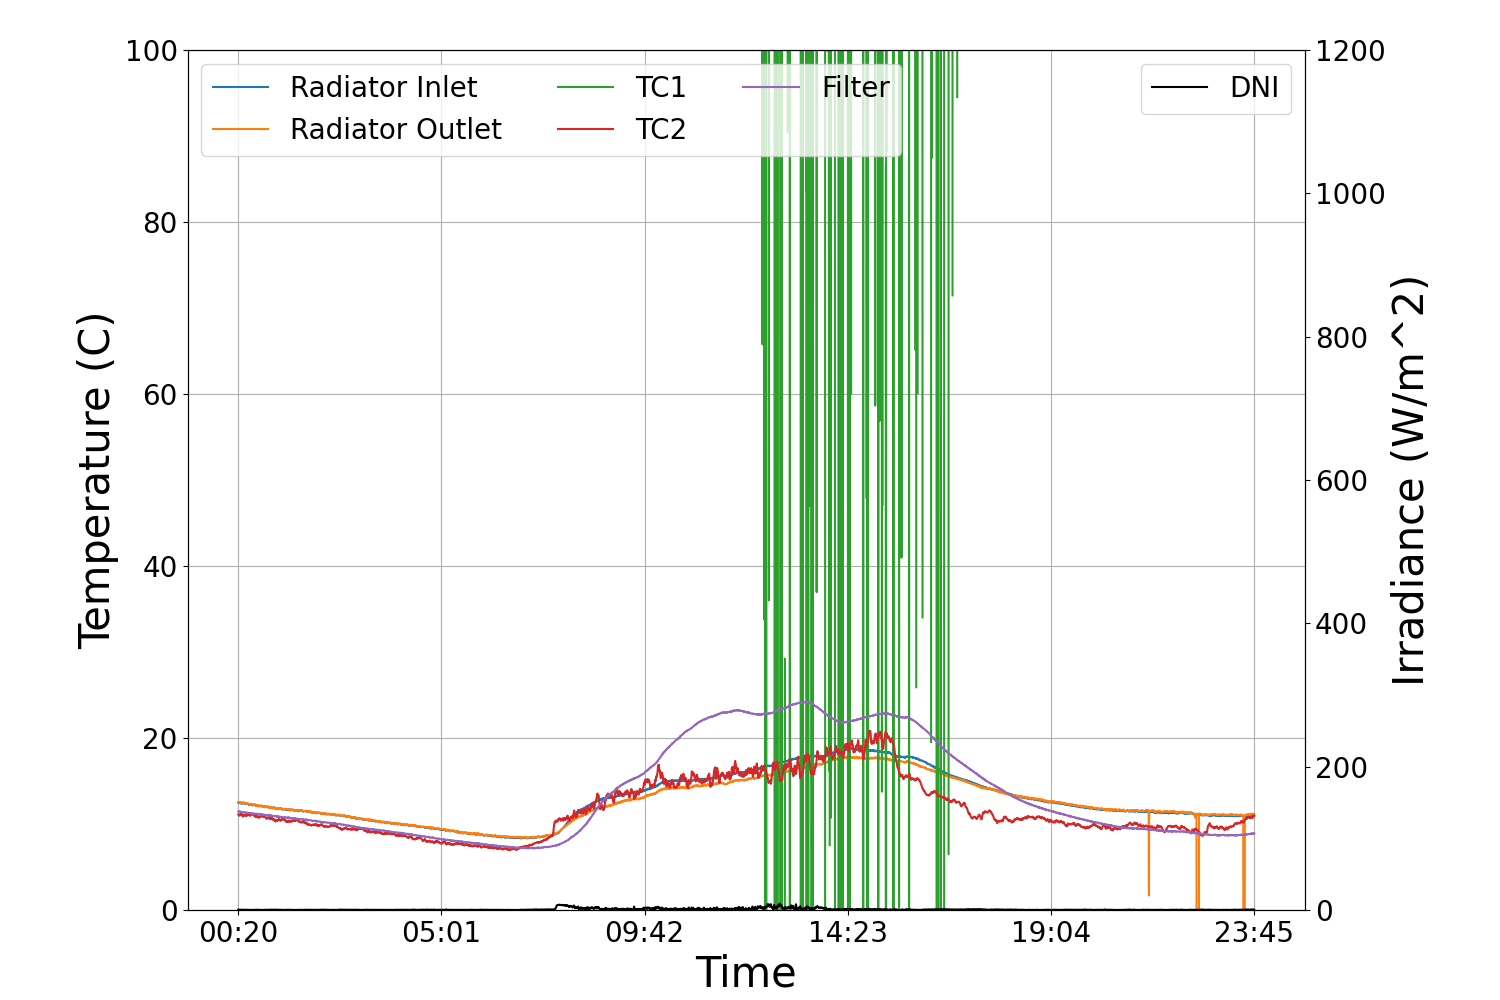 Radiator Inlet
Radiator Outlet
TC1
TC2
Filter
DNI
Temperature (C)
100
80
60
40
20
0
Irradiance (W/m^2)
1200
1000
800
600
400
200
0
00:20
05:01
09:42
14:23
19:04
23:45
Time